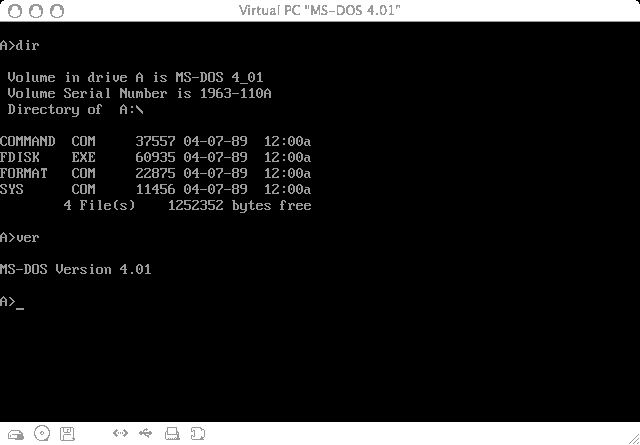 Virtual PC "MS-DOS 4.01"
A>dir
Volume in drive A is MS-DOS 4_01
Volume Serial Number is 1963-110A
Directory of  A:\
COMMAND  COM     37557 04-07-89  12:00a
FDISK    EXE     60935 04-07-89  12:00a
FORMAT   COM     22875 04-07-89  12:00a
SYS      COM     11456 04-07-89  12:00a
4 File(s)    1252352 bytes free
A>ver
MS-DOS Version 4.01
A>_